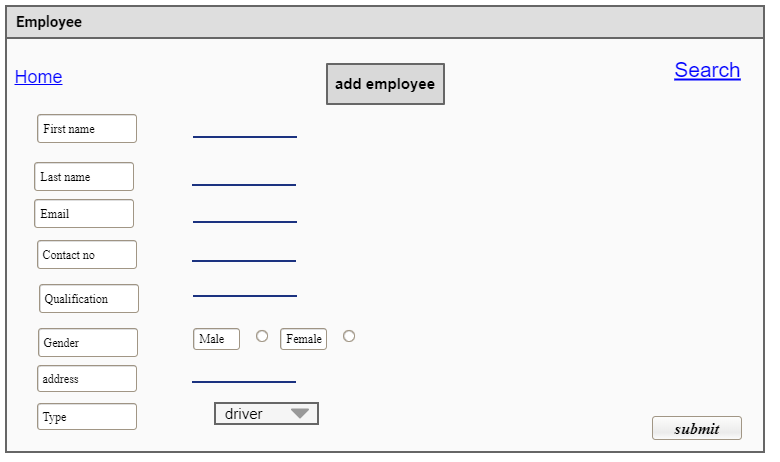 Employee
Home
add employee
Search
First name
Last name
Email
Contact no
Qualification
Gender
Male
Female
address
Type
driver
submit